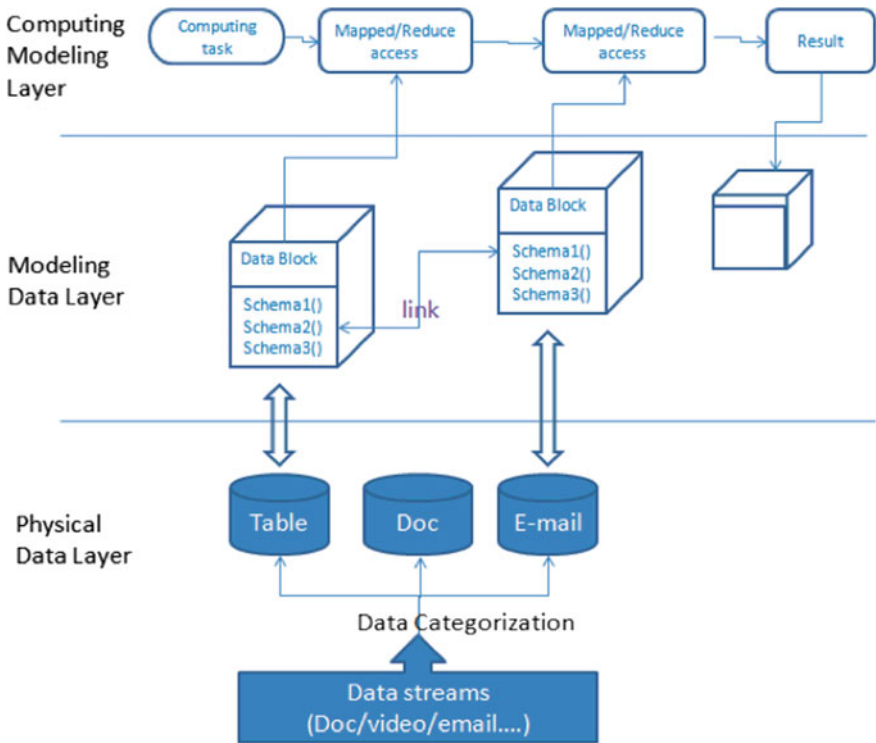 Computing
Modeling
Layer
Computing
task
Mapped/Reduce
access
Mapped/Reduce
access
Result
Modeling
Data Layer
Data Block
Schema1()
Schema2()
Schema3()
link
Data Block
Schema1()
Schema2()
Schema3()
Physical
Data Layer
Table
Doc
E-mail
Data Categorization
Data streams
(Doc/video/email....)